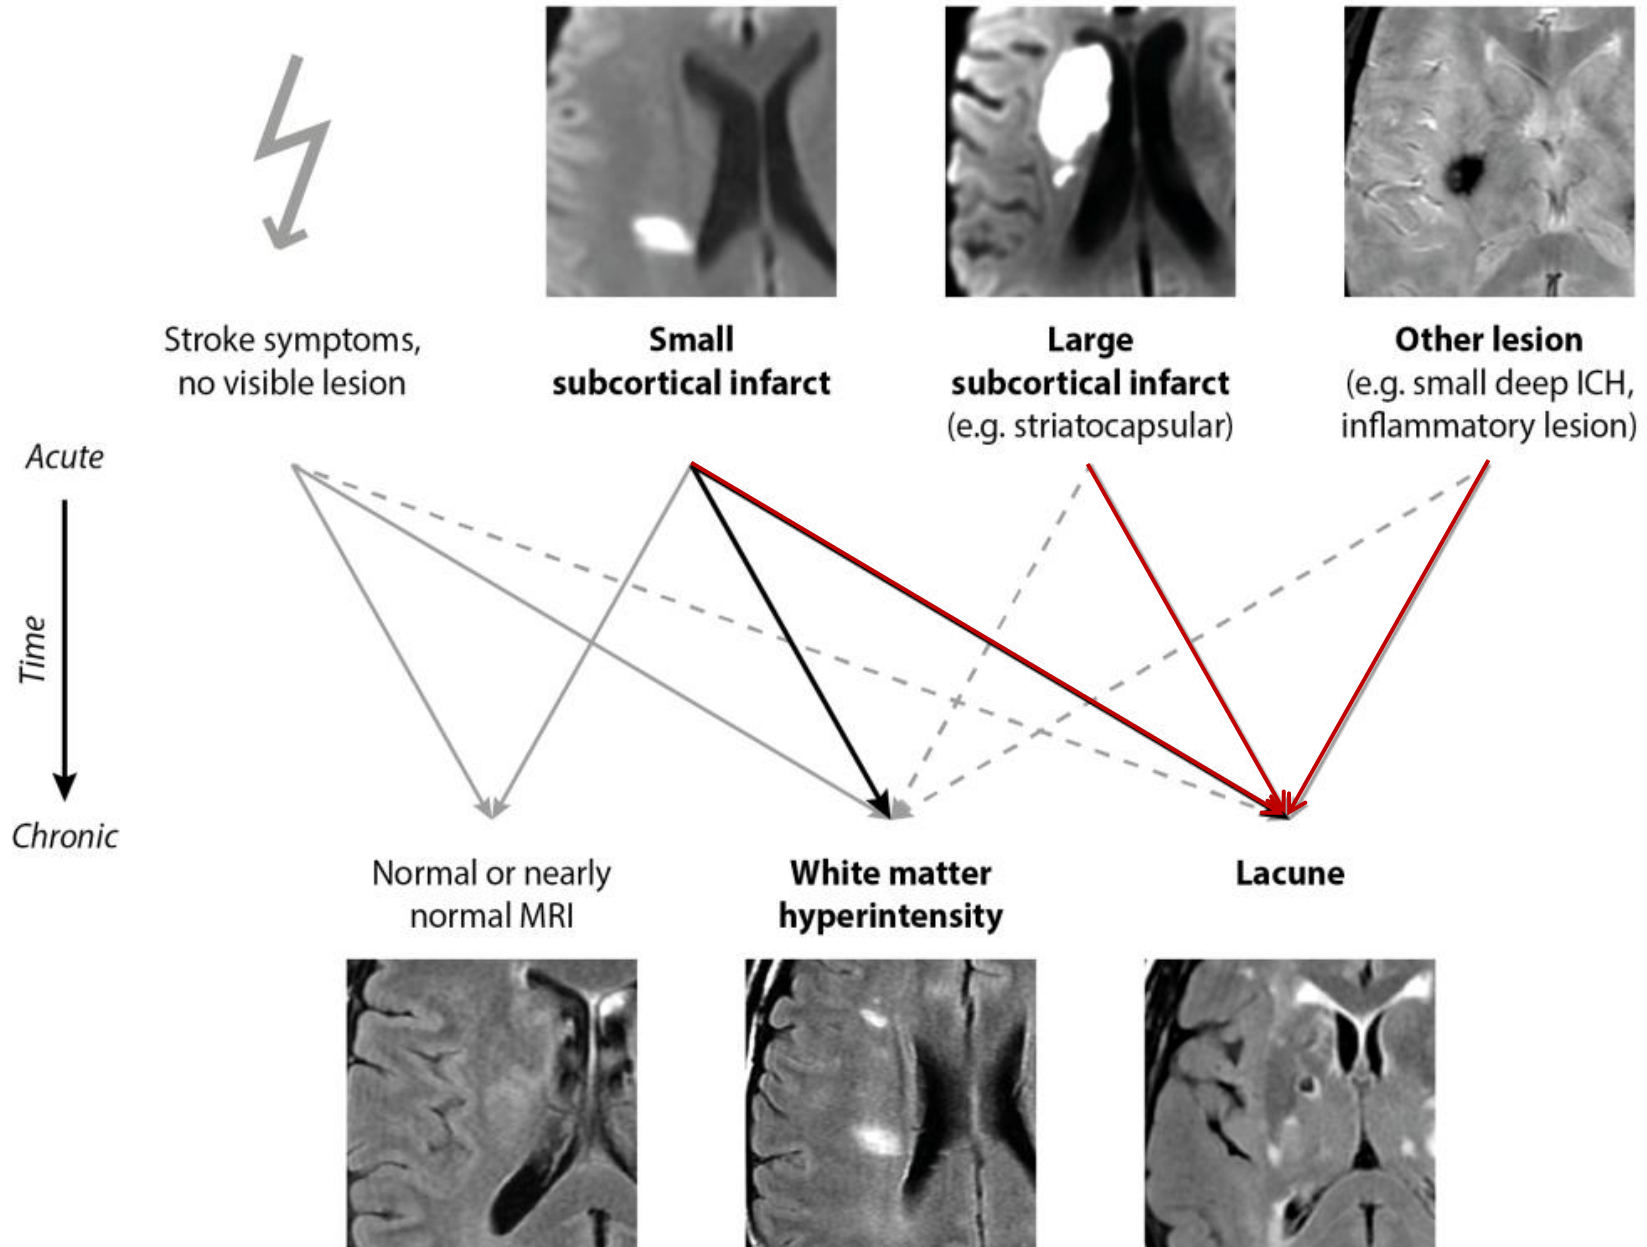 Stroke symptoms,
no visible lesion
Small
subcortical infarct
Large
subcortical infarct
(e.g. striatocapsular)
Other lesion
(e.g. small deep ICH,
inflammatory lesion)
Acute
Time
Chronic
Normal or nearly
normal MRI
White matter
hyperintensity
Lacune